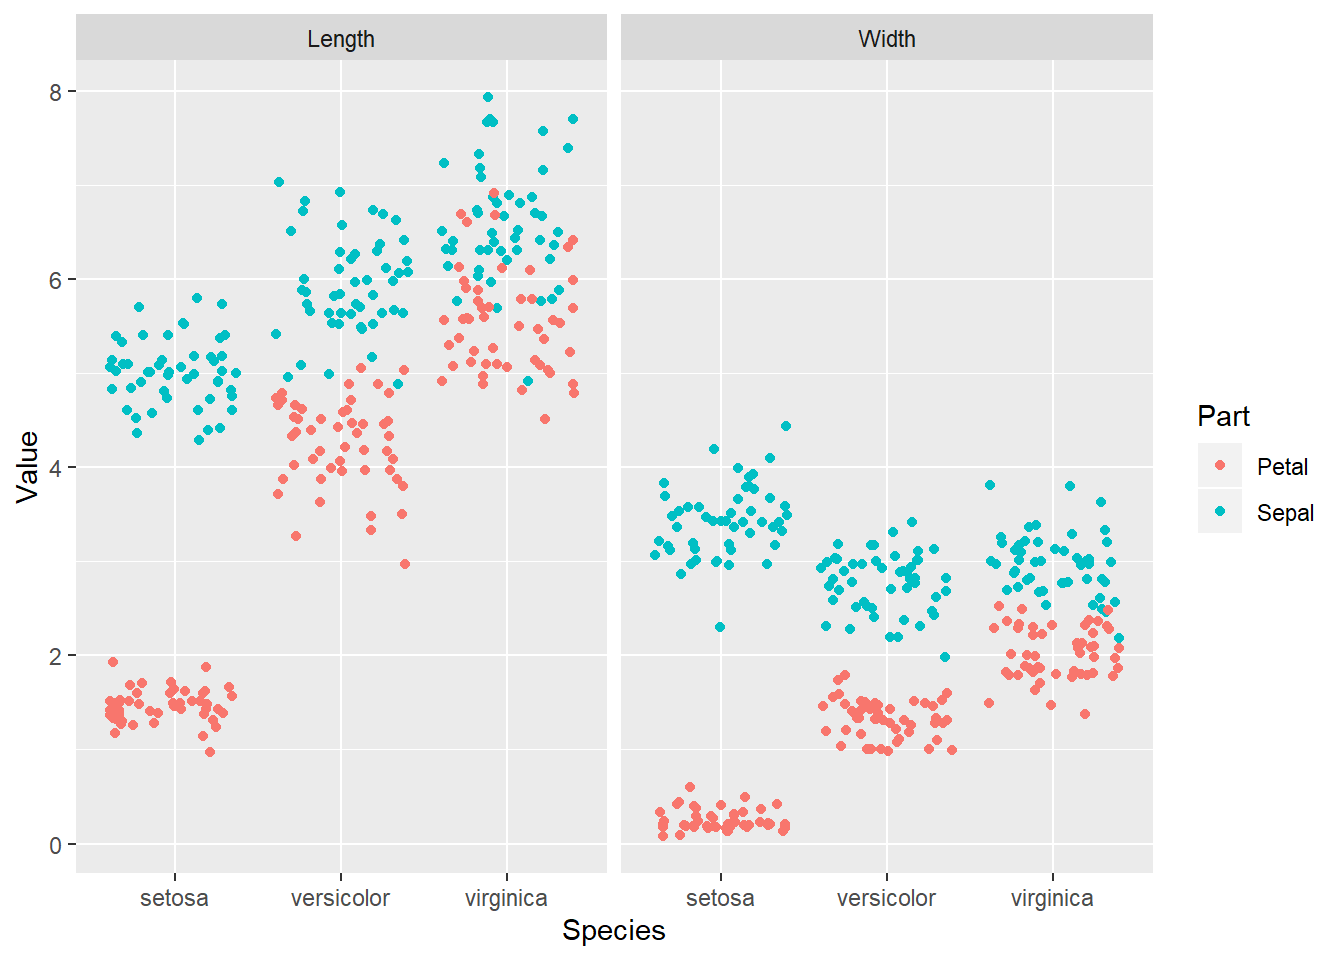 Length
Width
8
6
4
2
0
Value
setosa
versicolor
virginica
setosa
versicolor
virginica
Species
Part
Petal
Sepal